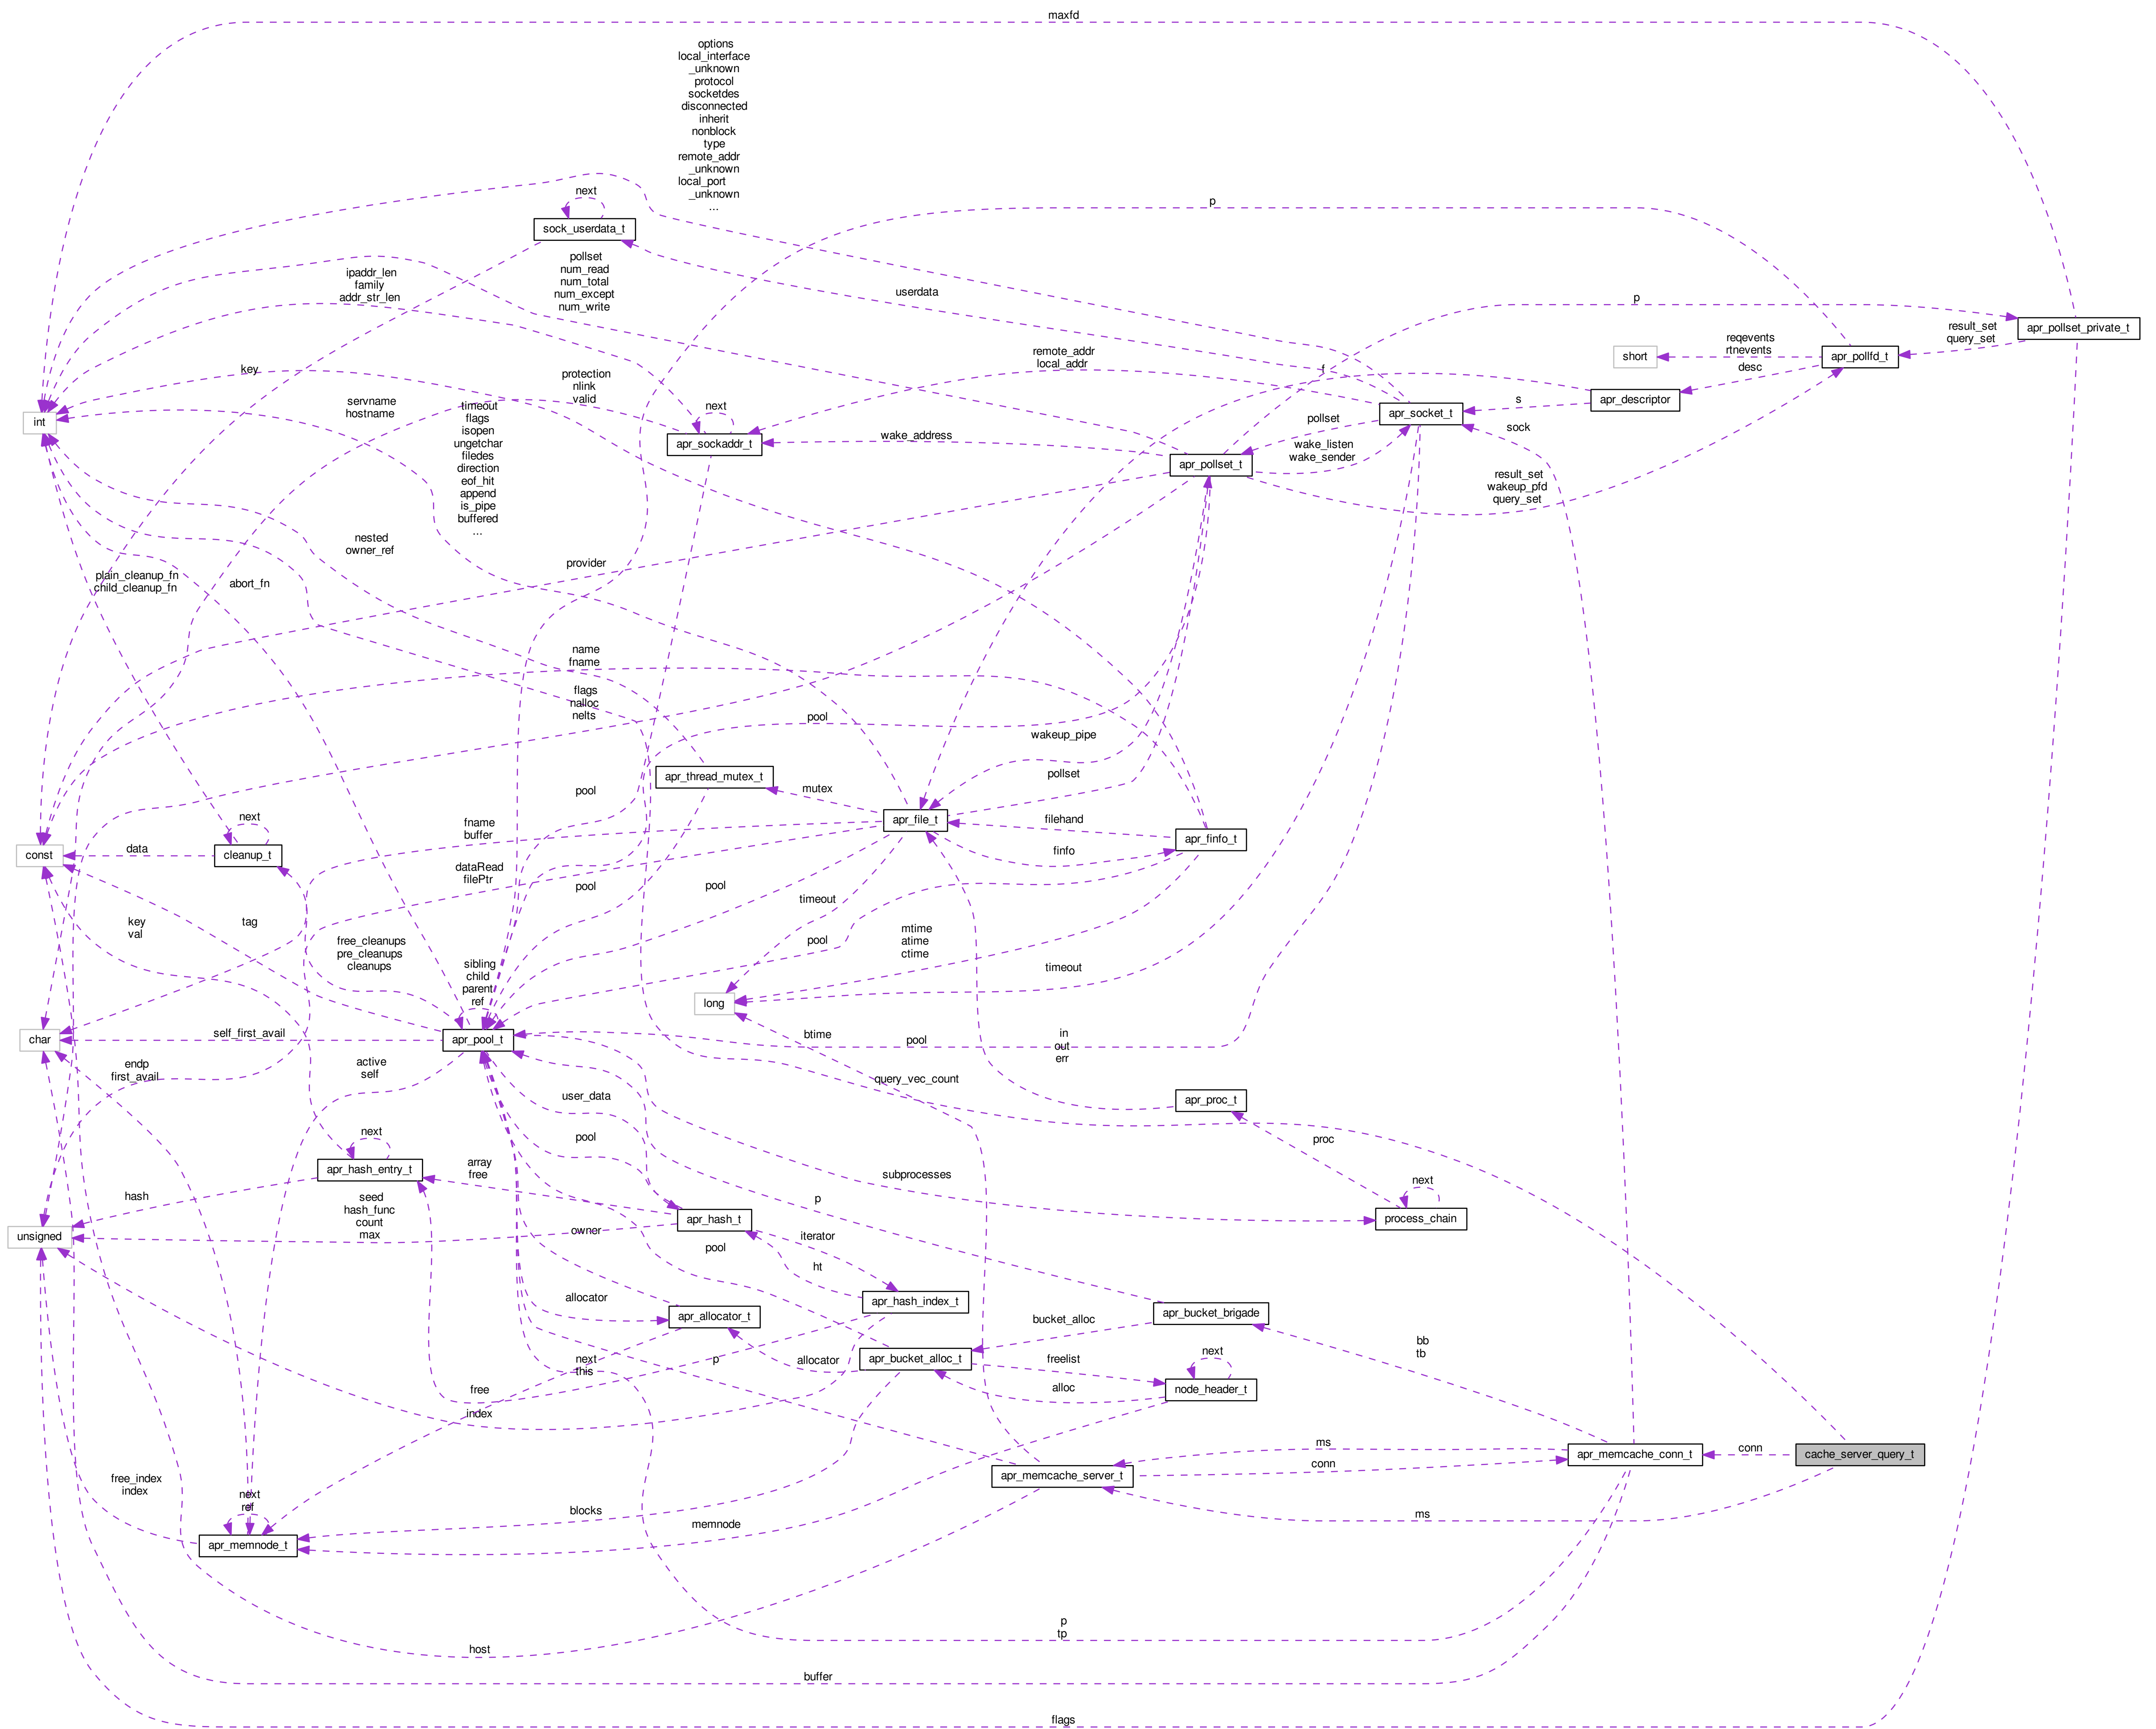 maxfd
options
local_interface
_unknown
protocol
socketdes
disconnected
inherit
nonblock
type
remote_addr
_unknown
local_port
_unknown
...
next
sock_userdata_t
p
pollset
num_read
num_total
num_except
num_write
ipaddr_len
family
addr_str_len
userdata
p
apr_pollset_private_t
result_set
query_set
reqevents
rtnevents
short
apr_pollfd_t
desc
remote_addr
local_addr
key
f
protection
nlink
valid
apr_descriptor
s
servname
hostname
timeout
flags
isopen
ungetchar
filedes
direction
eof_hit
append
is_pipe
buffered
...
int
next
apr_sockaddr_t
wake_address
pollset
apr_socket_t
sock
wake_listen
wake_sender
apr_pollset_t
result_set
wakeup_pfd
query_set
nested
owner_ref
provider
plain_cleanup_fn
child_cleanup_fn
abort_fn
name
fname
flags
nalloc
nelts
pool
wakeup_pipe
pollset
apr_thread_mutex_t
mutex
pool
apr_file_t
filehand
finfo
apr_finfo_t
next
fname
buffer
const
data
cleanup_t
dataRead
filePtr
pool
pool
timeout
key
val
tag
free_cleanups
pre_cleanups
cleanups
pool
mtime
atime
ctime
timeout
sibling
child
parent
ref
long
char
self_first_avail
apr_pool_t
btime
pool
in
out
err
endp
first_avail
active
self
user_data
query_vec_count
apr_proc_t
pool
next
array
free
proc
apr_hash_entry_t
subprocesses
next
hash
seed
hash_func
count
max
p
apr_hash_t
process_chain
unsigned
owner
iterator
pool
ht
allocator
apr_hash_index_t
apr_allocator_t
apr_bucket_brigade
bucket_alloc
bb
tb
next
this
p
allocator
apr_bucket_alloc_t
freelist
next
free
alloc
node_header_t
index
ms
conn
apr_memcache_conn_t
conn
cache_server_query_t
apr_memcache_server_t
free_index
index
next
ref
blocks
memnode
ms
apr_memnode_t
p
tp
host
buffer
flags